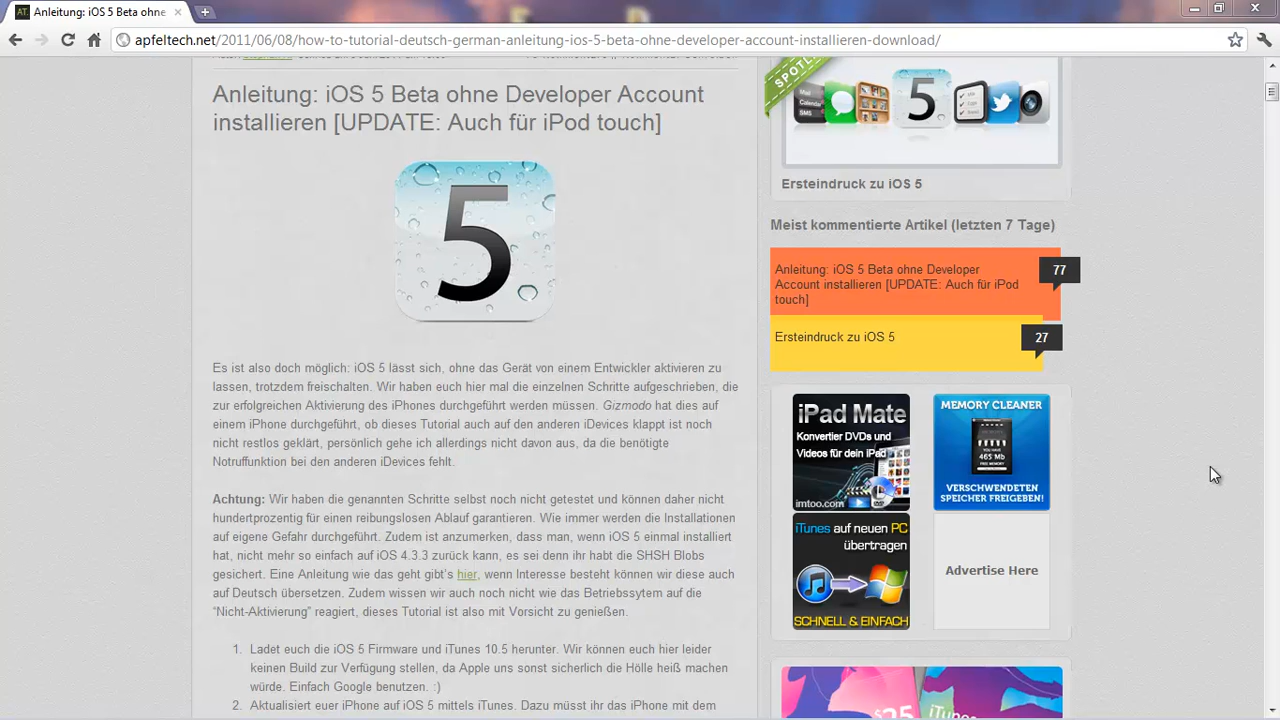 Anleitung: iOS 5 Beta ohne
apfeltech.net/2011/06/08/how-to-tutorial-deutsch-german-anleitung-ios-5-beta-ohne-developer-account-installieren-download/
Anleitung: iOS 5 Beta ohne Developer Account
installieren [UPDATE: Auch für iPod touch]
5
Es ist also doch möglich: iOS 5 lässt sich, ohne das Gerät von einem Entwickler aktivieren zu
lassen, trotzdem freischalten. Wir haben euch hier mal die einzelnen Schritte aufgeschrieben, die
zur erfolgreichen Aktivierung des iPhones durchgeführt werden müssen. Gizmodo hat dies auf
einem iPhone durchgeführt, ob dieses Tutorial auch auf den anderen iDevices klappt ist noch
nicht restlos geklärt, persönlich gehe ich allerdings nicht davon aus, da die benötigte
Notruffunktion bei den anderen iDevices fehlt.
Achtung: Wir haben die genannten Schritte selbst noch nicht getestet und können daher nicht
hundertprozentig für einen reibungslosen Ablauf garantieren. Wie immer werden die Installationen
auf eigene Gefahr durchgeführt. Zudem ist anzumerken, dass man, wenn iOS 5 einmal installiert
hat, nicht mehr so einfach auf iOS 4.3.3 zurück kann, es sei denn ihr habt die SHSH Blobs
gesichert. Eine Anleitung wie das geht gibt's hier, wenn Interesse besteht können wir diese auch
auf Deutsch übersetzen. Zudem wissen wir auch noch nicht wie das Betriebssytem auf die
"Nicht-Aktivierung" reagiert, dieses Tutorial ist also mit Vorsicht zu genießen.
1. Ladet euch die iOS 5 Firmware und iTunes 10.5 herunter. Wir können euch hier leider
keinen Build zur Verfügung stellen, da Apple uns sonst sicherlich die Hölle heiß machen
würde. Einfach Google benutzen. :)
2. Aktualisiert euer iPhone auf iOS 5 mittels iTunes. Dazu müsst ihr das iPhone mit dem
SPOTL
Mail
Calendar
SMS
5
Ersteindruck zu iOS 5
Meist kommentierte Artikel (letzten 7 Tage)
Anleitung: iOS 5 Beta ohne Developer
Account installieren [UPDATE: Auch für iPod
touch]
77
Ersteindruck zu iOS 5
27
iPad Mate
Konvertier DVDs und
Videos für dein iPad
imtoo.com
MEMORY CLEANER
YOU HAVE
465 Mb
FREE MEMORY
VERSCHWENDETEN
SPEICHER FREIGEBEN!
iTunes auf neuen PC
übertragen
SCHNELL & EINFACH
Advertise Here
$25
iTunes